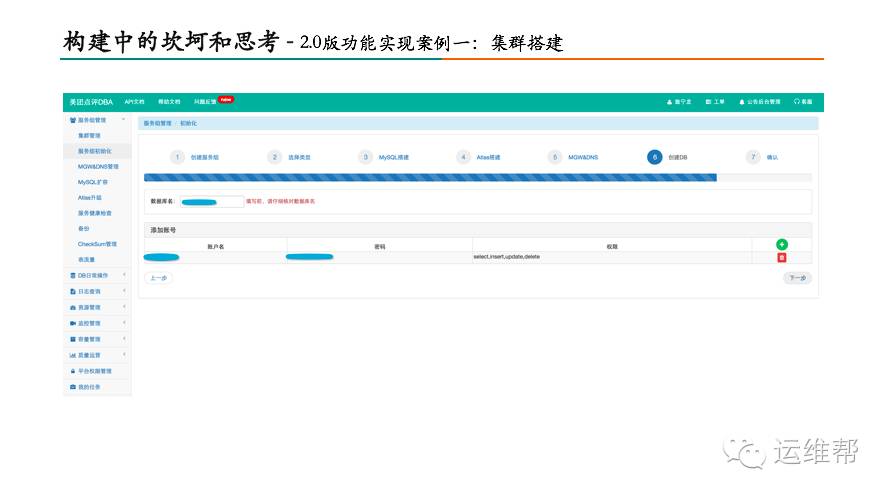 构建中的坎坷和思考 - 2.0版功能实现案例一：集群搭建
美团点评DBA API文档 帮助文档 问题反馈 工单 公告后台管理 客服
服务组管理
集群管理
服务组初始化
MGW&DNS管理
MySQL扩容
Atlas升级
服务健康检查
备份
CheckSum管理
表流量
DB日常操作
日志查询
资源管理
监控管理
容量管理
质量运营
平台权限管理
我的任务
服务组管理 / 初始化
1 创建服务组 2 选择类型 3 MySQL搭建 4 Atlas搭建 5 MGW&DNS 6 创建DB 7 确认
数据库名: 填写前，请仔细核对数据库名
添加账号
账户名 密码 权限
select,insert,update,delete
上一步 下一步
运维帮